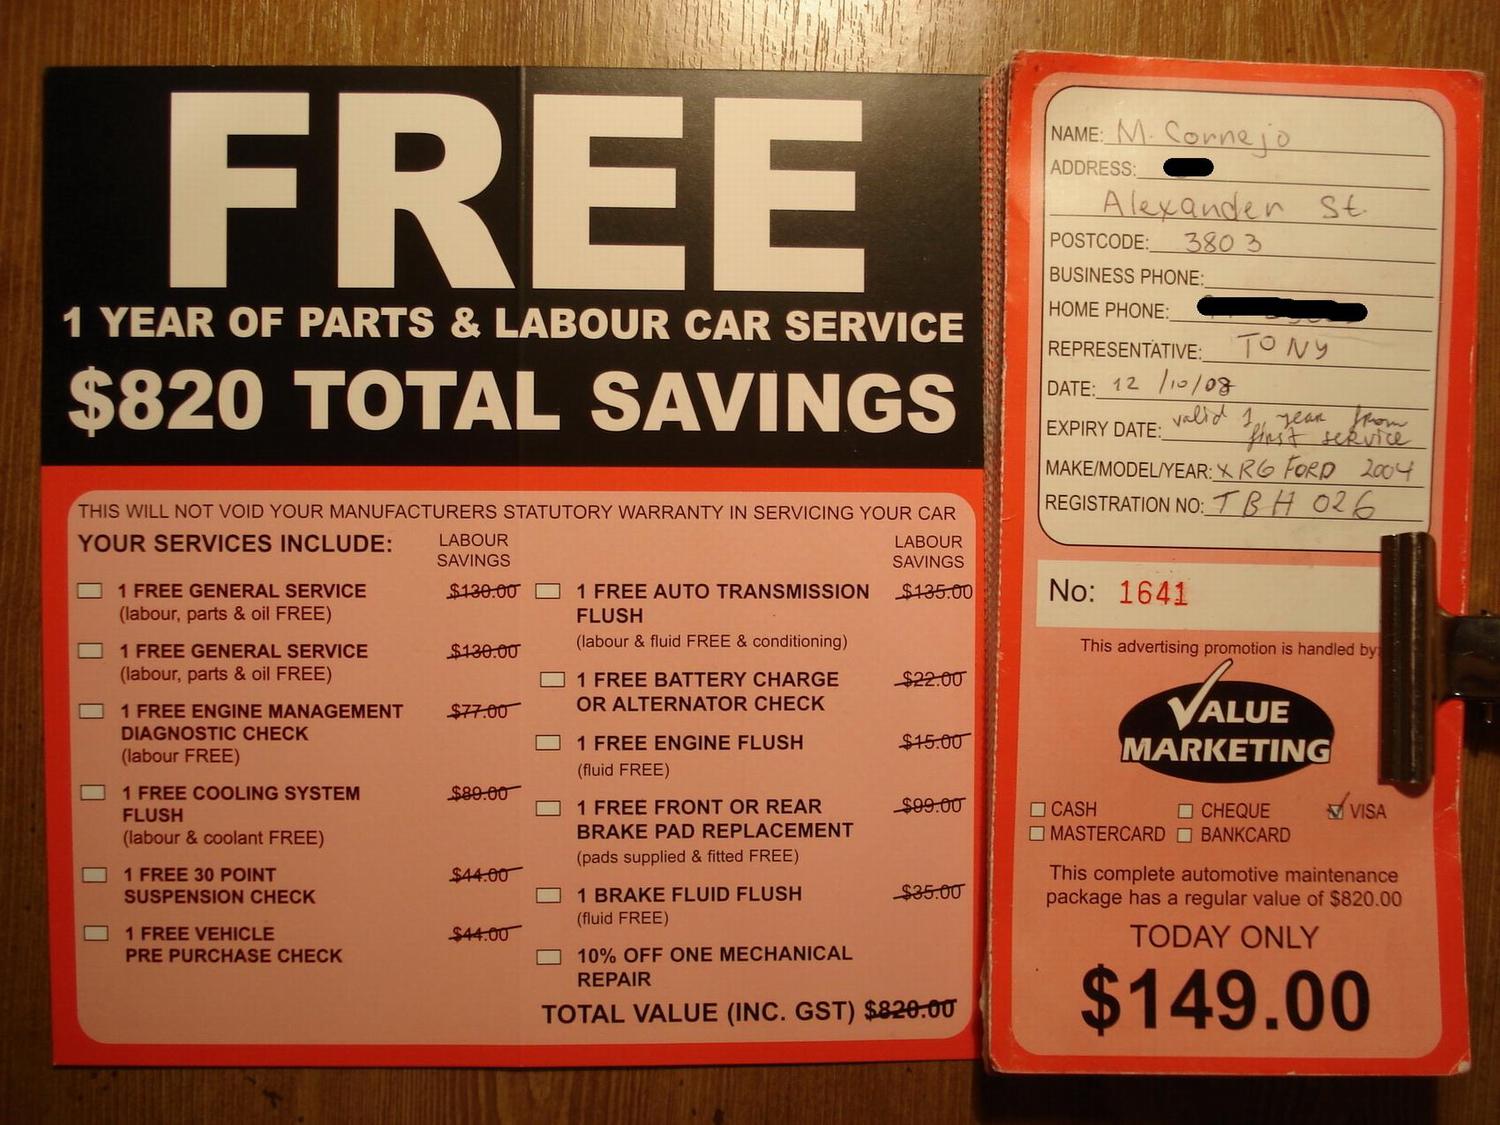 FREE
1 YEAR OF PARTS & LABOUR CAR SERVICE
$820 TOTAL SAVINGS
THIS WILL NOT VOID YOUR MANUFACTURERS STATUTORY WARRANTY IN SERVICING YOUR CAR
YOUR SERVICES INCLUDE:
LABOUR
SAVINGS
1 FREE GENERAL SERVICE $130.00
(labour, parts & oil FREE)
1 FREE GENERAL SERVICE $130.00
(labour, parts & oil FREE)
1 FREE ENGINE MANAGEMENT $77.00
DIAGNOSTIC CHECK
(labour FREE)
1 FREE COOLING SYSTEM $89.00
FLUSH
(labour & coolant FREE)
1 FREE 30 POINT $44.00
SUSPENSION CHECK
1 FREE VEHICLE $44.00
PRE PURCHASE CHECK
LABOUR
SAVINGS
1 FREE AUTO TRANSMISSION $135.00
FLUSH
(labour & fluid FREE & conditioning)
1 FREE BATTERY CHARGE $22.00
OR ALTERNATOR CHECK
1 FREE ENGINE FLUSH $15.00
(fluid FREE)
1 FREE FRONT OR REAR $99.00
BRAKE PAD REPLACEMENT
(pads supplied & fitted FREE)
1 BRAKE FLUID FLUSH $35.00
(fluid FREE)
10% OFF ONE MECHANICAL
REPAIR
TOTAL VALUE (INC. GST) $820.00
NAME: M. Cornejo
ADDRESS:
Alexander St.
POSTCODE: 3803
BUSINESS PHONE:
HOME PHONE:
REPRESENTATIVE: TONY
DATE: 12/10/08
EXPIRY DATE: valid 1 year from
first service
MAKE/MODEL/YEAR: XR6 FORD 2004
REGISTRATION NO: TBH 026
No: 1641
This advertising promotion is handled by:
VALUE
MARKETING
CASH CHEQUE VISA
MASTERCARD BANKCARD
This complete automotive maintenance
package has a regular value of $820.00
TODAY ONLY
$149.00